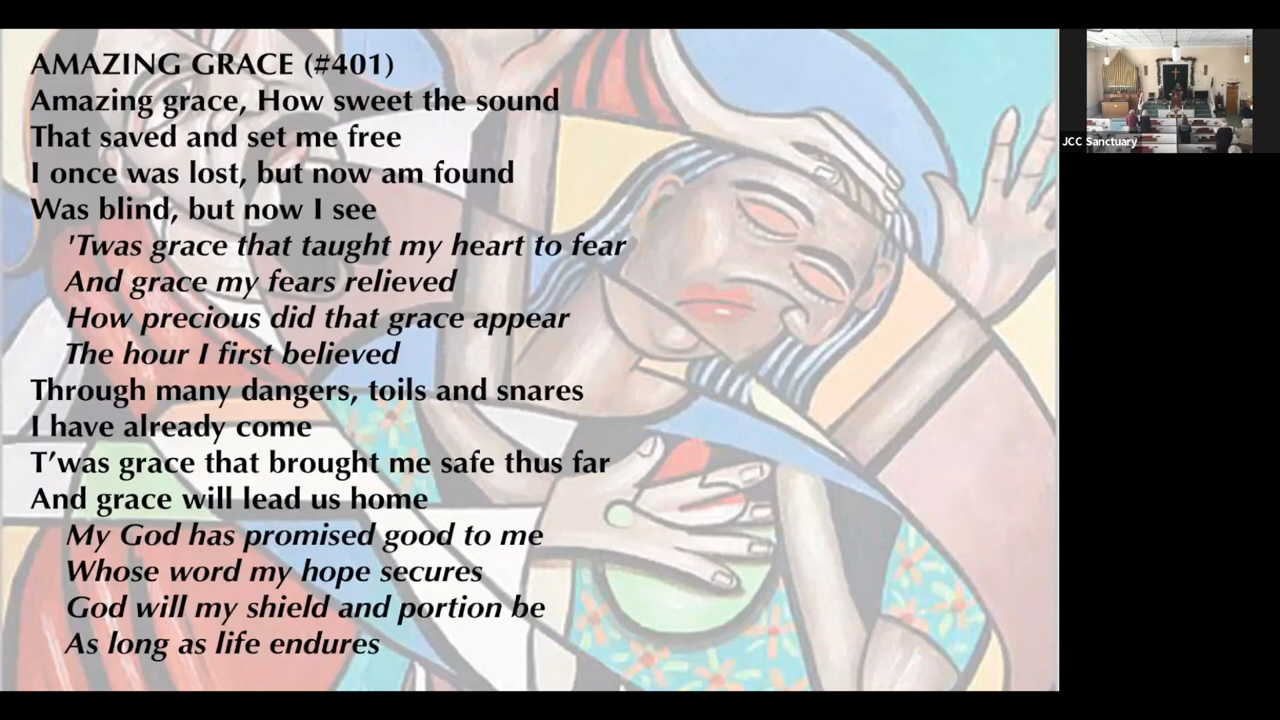 AMAZING GRACE (#401)
Amazing grace, How sweet the sound
That saved and set me free
I once was lost, but now am found
Was blind, but now I see
'Twas grace that taught my heart to fear
And grace my fears relieved
How precious did that grace appear
The hour I first believed
Through many dangers, toils and snares
I have already come
T’was grace that brought me safe thus far
And grace will lead us home
My God has promised good to me
Whose word my hope secures
God will my shield and portion be
As long as life endures
JCC Sanctuary